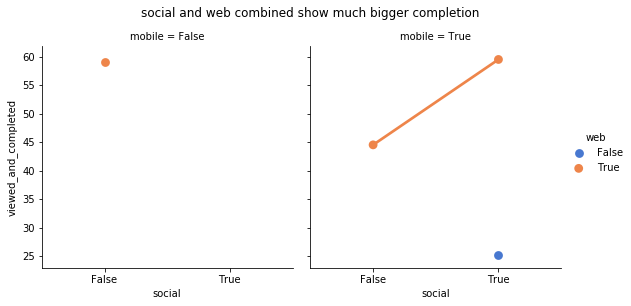 social and web combined show much bigger completion
mobile = False
mobile = True
viewed_and_completed
60
55
50
45
40
35
30
25
False
True
False
True
social
social
web
False
True